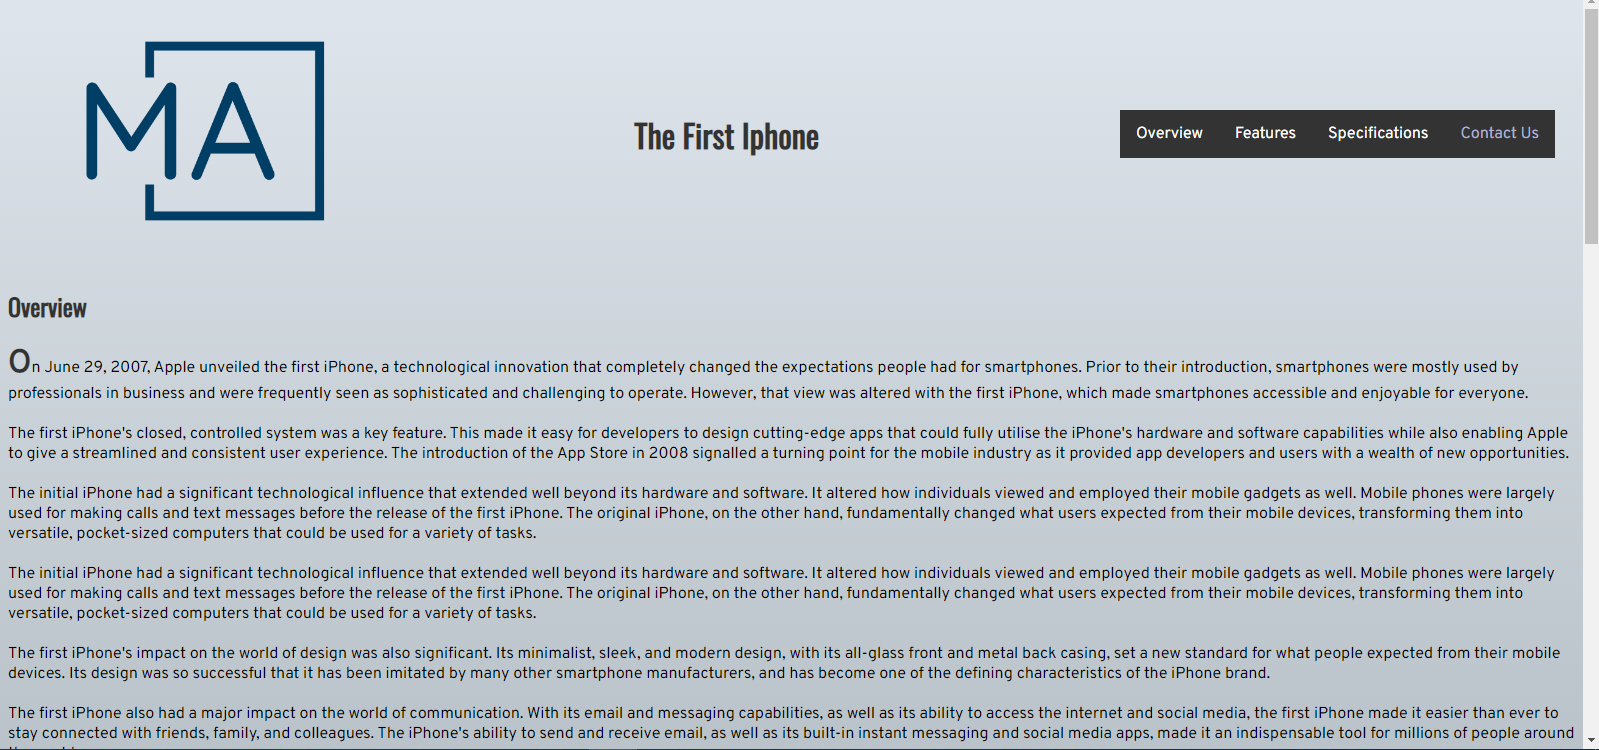 MA
The First Iphone
Overview Features Specifications Contact Us
Overview
On June 29, 2007, Apple unveiled the first iPhone, a technological innovation that completely changed the expectations people had for smartphones. Prior to their introduction, smartphones were mostly used by
professionals in business and were frequently seen as sophisticated and challenging to operate. However, that view was altered with the first iPhone, which made smartphones accessible and enjoyable for everyone.
The first iPhone's closed, controlled system was a key feature. This made it easy for developers to design cutting-edge apps that could fully utilise the iPhone's hardware and software capabilities while also enabling Apple
to give a streamlined and consistent user experience. The introduction of the App Store in 2008 signalled a turning point for the mobile industry as it provided app developers and users with a wealth of new opportunities.
The initial iPhone had a significant technological influence that extended well beyond its hardware and software. It altered how individuals viewed and employed their mobile gadgets as well. Mobile phones were largely
used for making calls and text messages before the release of the first iPhone. The original iPhone, on the other hand, fundamentally changed what users expected from their mobile devices, transforming them into
versatile, pocket-sized computers that could be used for a variety of tasks.
The initial iPhone had a significant technological influence that extended well beyond its hardware and software. It altered how individuals viewed and employed their mobile gadgets as well. Mobile phones were largely
used for making calls and text messages before the release of the first iPhone. The original iPhone, on the other hand, fundamentally changed what users expected from their mobile devices, transforming them into
versatile, pocket-sized computers that could be used for a variety of tasks.
The first iPhone's impact on the world of design was also significant. Its minimalist, sleek, and modern design, with its all-glass front and metal back casing, set a new standard for what people expected from their mobile
devices. Its design was so successful that it has been imitated by many other smartphone manufacturers, and has become one of the defining characteristics of the iPhone brand.
The first iPhone also had a major impact on the world of communication. With its email and messaging capabilities, as well as its ability to access the internet and social media, the first iPhone made it easier than ever to
stay connected with friends, family, and colleagues. The iPhone's ability to send and receive email, as well as its built-in instant messaging and social media apps, made it an indispensable tool for millions of people around